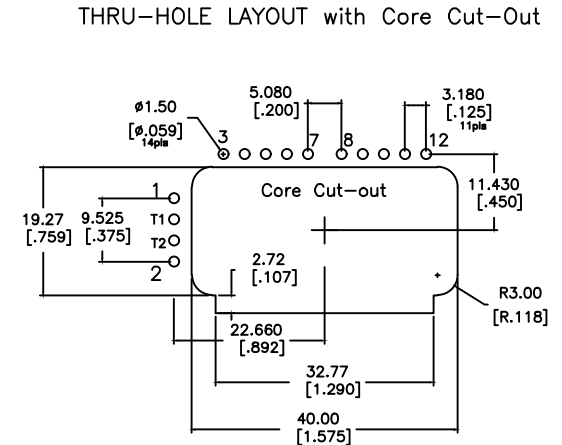 THRU-HOLE LAYOUT with Core Cut-Out
5.080
[.200]
3.180
[.125]
11pls
ø1.50
[ø.059]
14pls
3
7
8
12
1
T1
T2
2
Core Cut-out
11.430
[.450]
19.27
[.759]
9.525
[.375]
2.72
[.107]
R3.00
[R.118]
22.660
[.892]
32.77
[1.290]
40.00
[1.575]